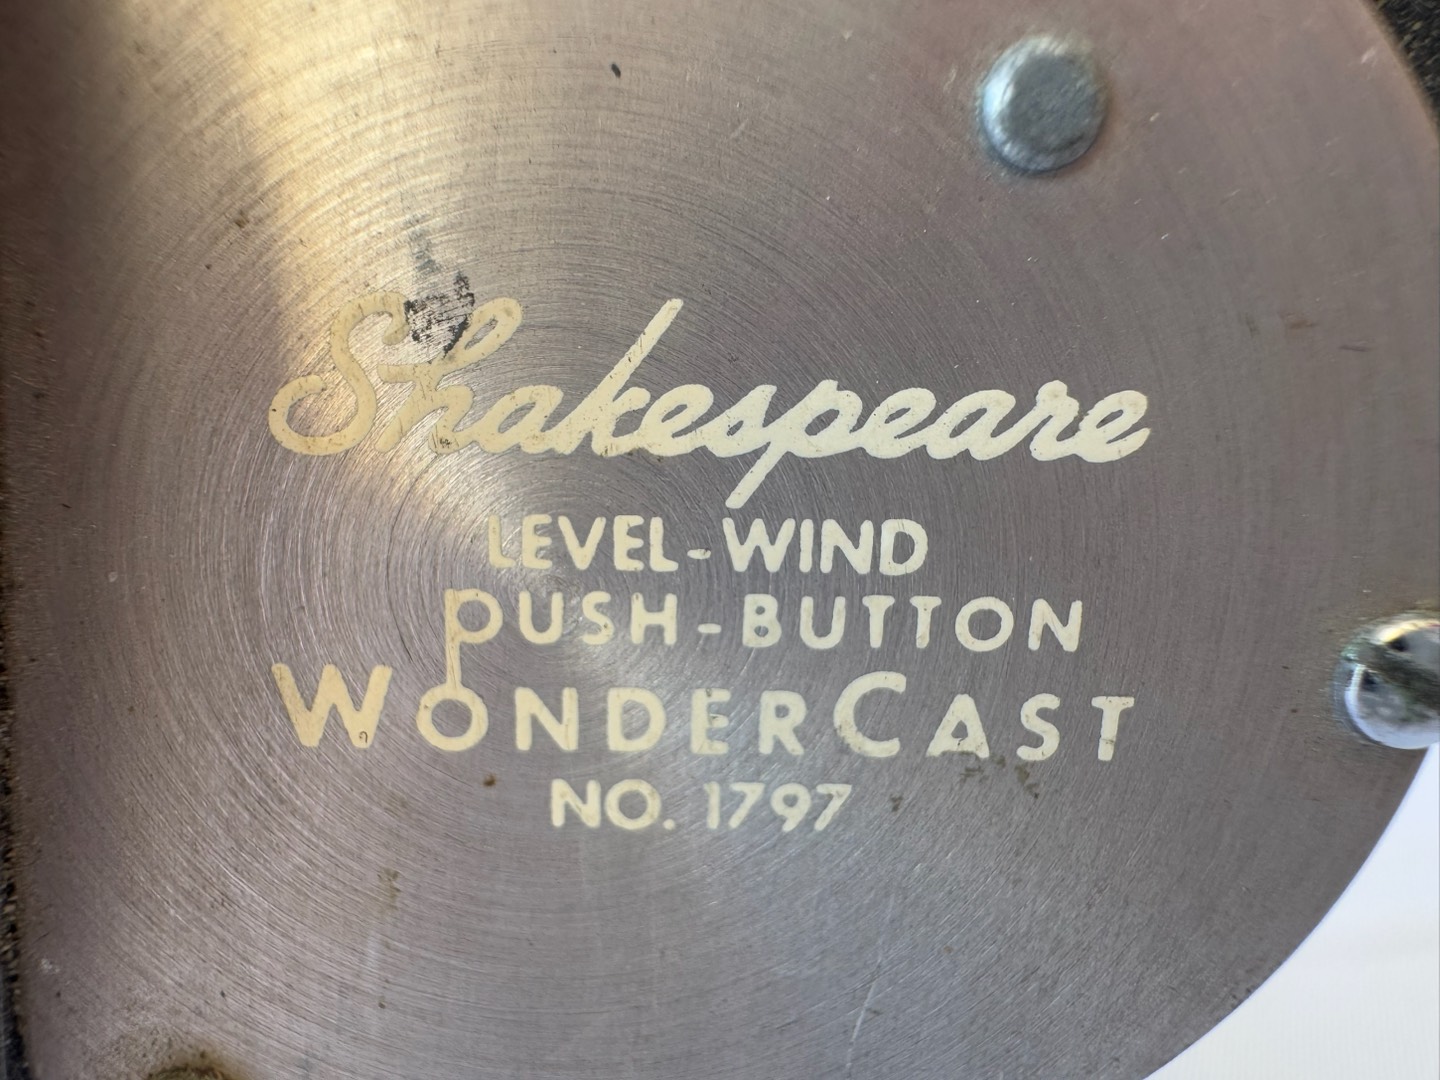 Shakespeare
LEVEL-WIND
PUSH-BUTTON
WONDERCAST
NO. 1797